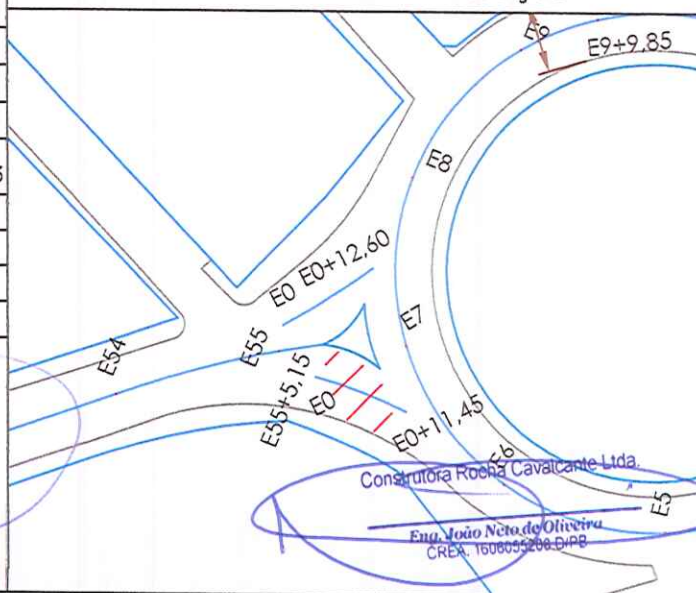 E9
E9+9,85
E8
E0+12,60
E0
E7
E55
E54
E55+5,15
E0
E0+11,45
E6
E5
Construtora Rocha Cavalcante Ltda.
Eng. João Neto de Oliveira